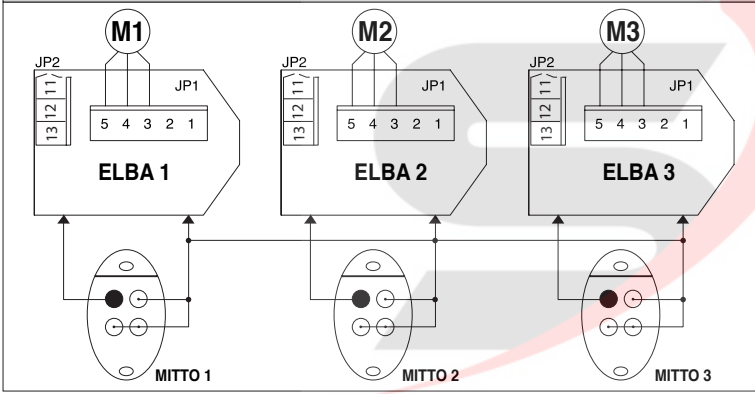 M1 M2 M3
JP2 JP2 JP2
11 11 11
JP1 JP1 JP1
12 12 12
13 13 13
5 4 3 2 1 5 4 3 2 1 5 4 3 2 1
ELBA 1 ELBA 2 ELBA 3
MITTO 1 MITTO 2 MITTO 3